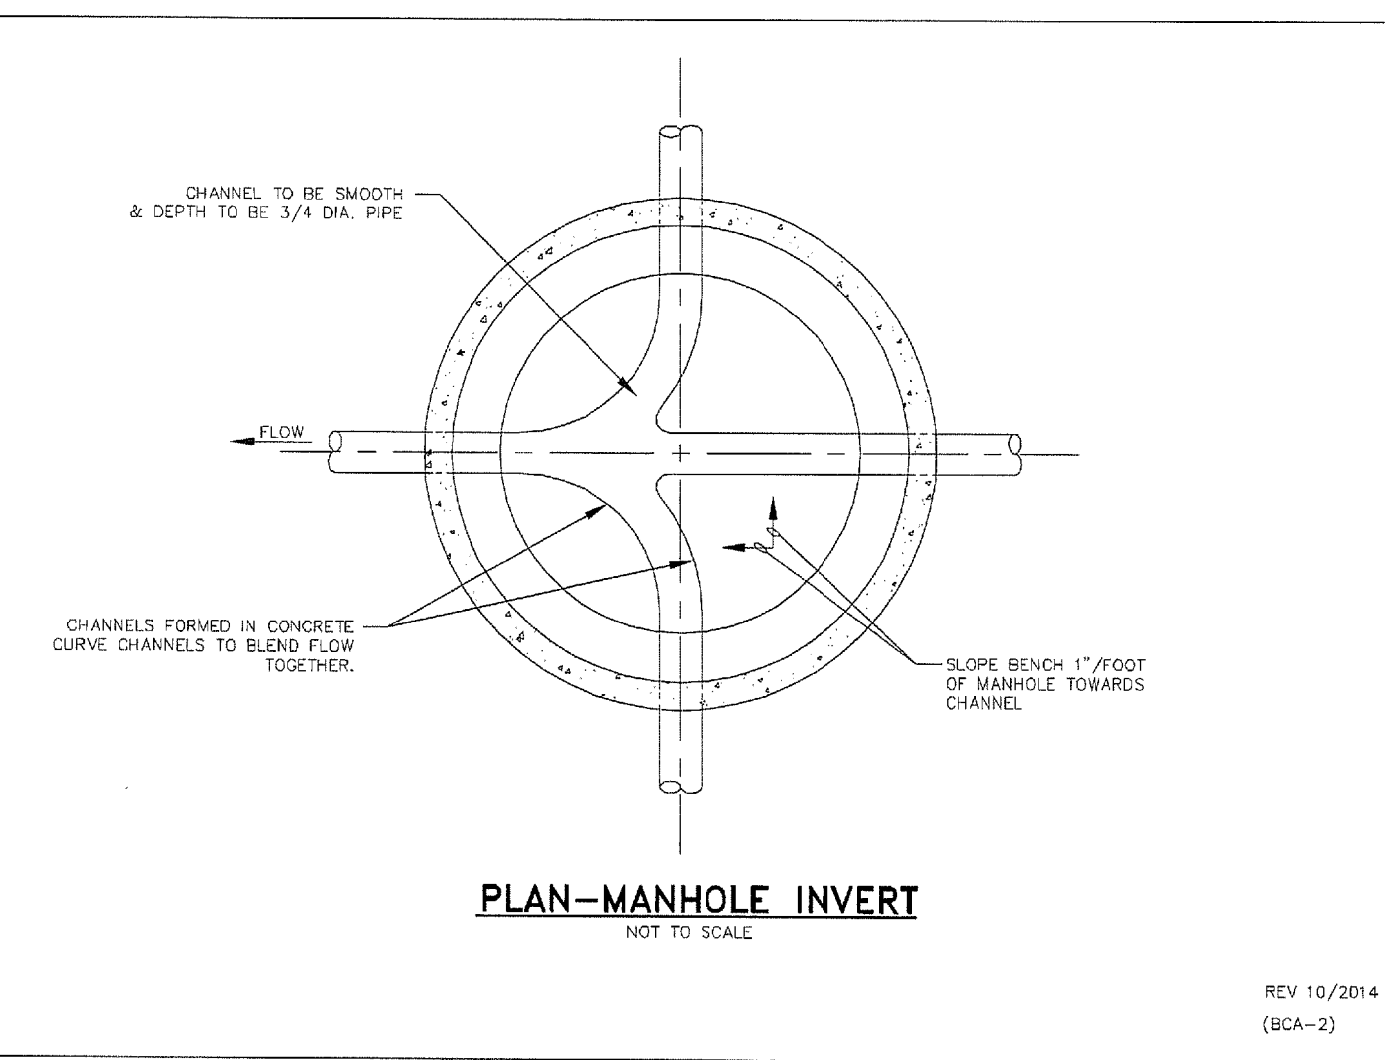 CHANNEL TO BE SMOOTH
& DEPTH TO BE 3/4 DIA. PIPE
FLOW
CHANNELS FORMED IN CONCRETE
CURVE CHANNELS TO BLEND FLOW
TOGETHER.
SLOPE BENCH 1"/FOOT
OF MANHOLE TOWARDS
CHANNEL
PLAN-MANHOLE INVERT
NOT TO SCALE
REV 10/2014
(BCA-2)